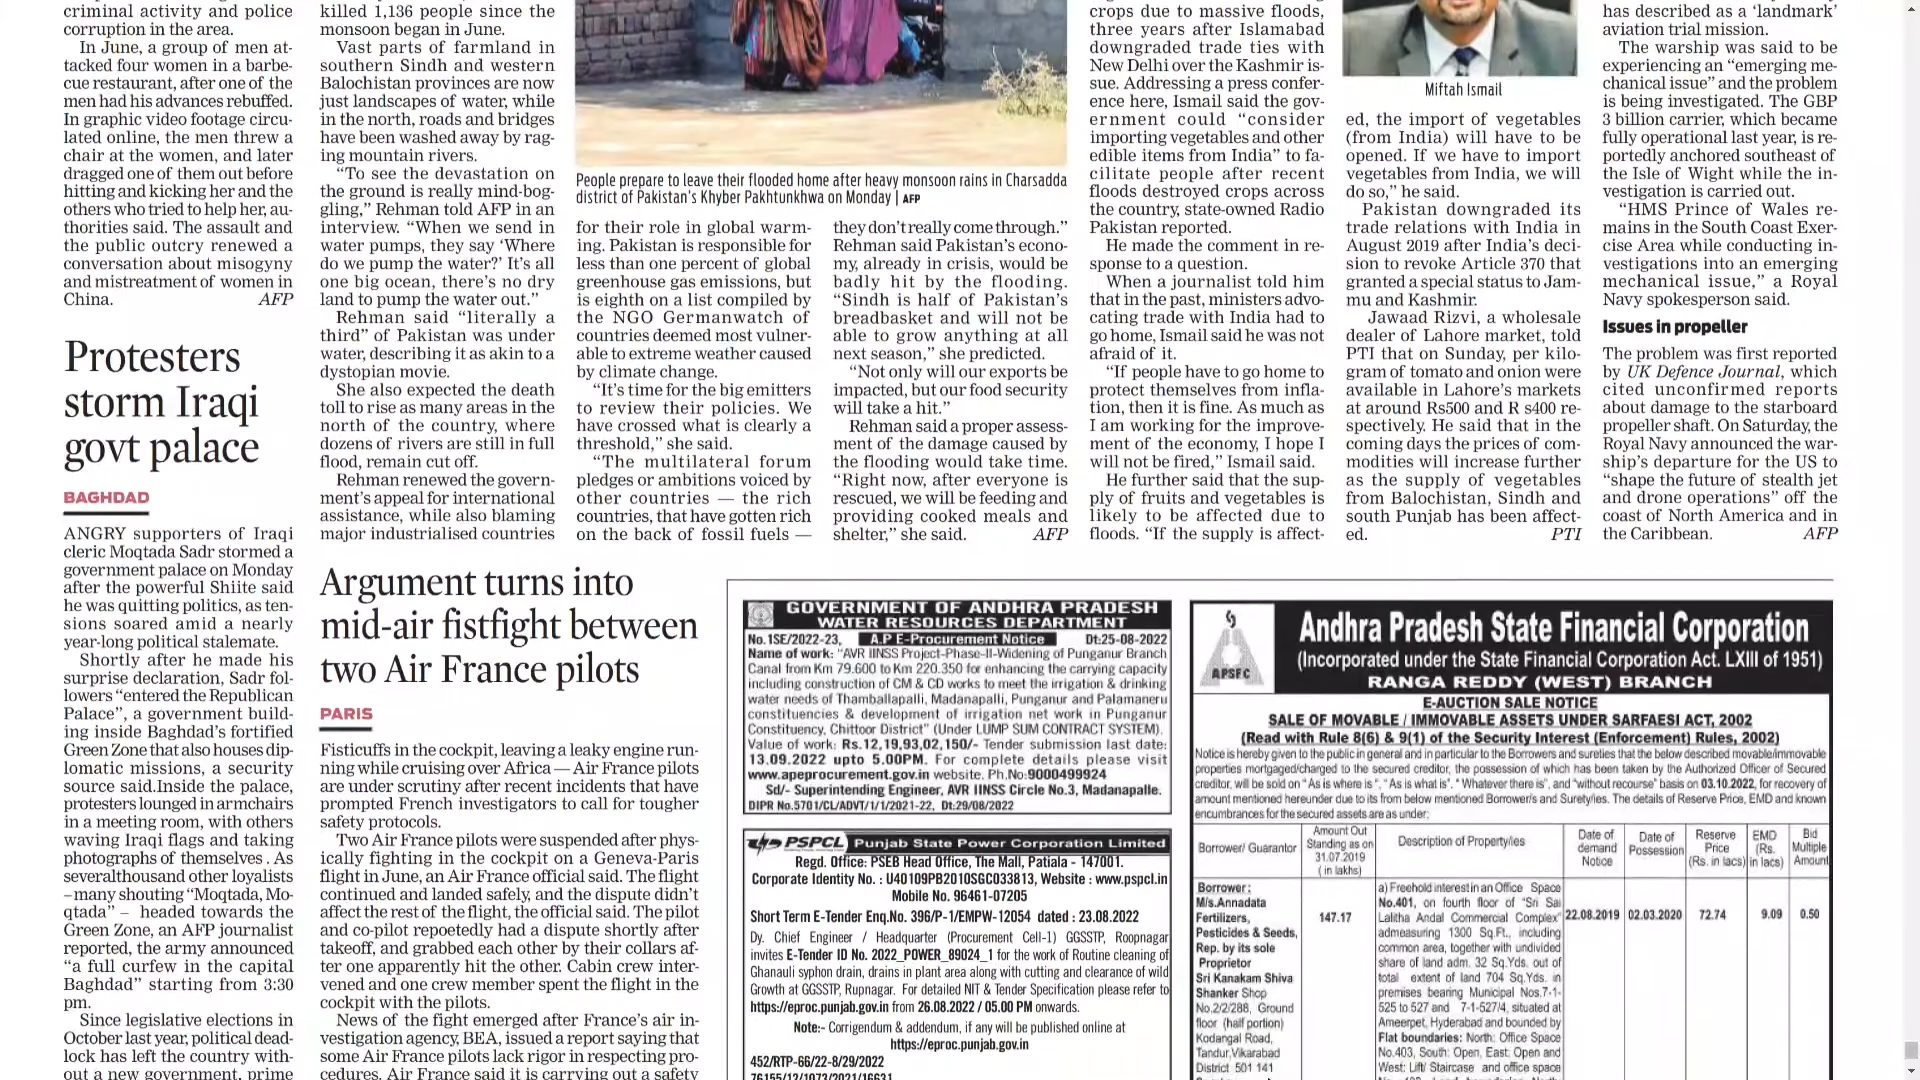 criminal activity and police
corruption in the area.
In June, a group of men at-
tacked four women in a barbe-
cue restaurant, after one of the
men had his advances rebuffed.
In graphic video footage circu-
lated online, the men threw a
chair at the women, and later
dragged one of them out before
hitting and kicking her and the
others who tried to help her, au-
thorities said. The assault and
the public outcry renewed a
conversation about misogyny
and mistreatment of women in
China. AFP
Protesters
storm Iraqi
govt palace
BAGHDAD
ANGRY supporters of Iraqi
cleric Moqtada Sadr stormed a
government palace on Monday
after the powerful Shiite said
he was quitting politics, as ten-
sions soared amid a nearly
year-long political stalemate.
Shortly after he made his
surprise declaration, Sadr fol-
lowers “entered the Republican
Palace”, a government build-
ing inside Baghdad’s fortified
Green Zone that also houses dip-
lomatic missions, a security
source said.Inside the palace,
protesters lounged in armchairs
in a meeting room, with others
waving Iraqi flags and taking
photographs of themselves . As
severalthousand other loyalists
–many shouting “Moqtada, Mo-
qtada” – headed towards the
Green Zone, an AFP journalist
reported, the army announced
“a full curfew in the capital
Baghdad” starting from 3:30
pm.
Since legislative elections in
October last year, political dead-
lock has left the country with-
out a new government, prime
killed 1,136 people since the
monsoon began in June.
Vast parts of farmland in
southern Sindh and western
Balochistan provinces are now
just landscapes of water, while
in the north, roads and bridges
have been washed away by rag-
ing mountain rivers.
“To see the devastation on
the ground is really mind-bog-
gling,” Rehman told AFP in an
interview. “When we send in
water pumps, they say ‘Where
do we pump the water?’ It’s all
one big ocean, there’s no dry
land to pump the water out.”
Rehman said “literally a
third” of Pakistan was under
water, describing it as akin to a
dystopian movie.
She also expected the death
toll to rise as many areas in the
north of the country, where
dozens of rivers are still in full
flood, remain cut off.
Rehman renewed the govern-
ment’s appeal for international
assistance, while also blaming
major industrialised countries
People prepare to leave their flooded home after heavy monsoon rains in Charsadda
district of Pakistan’s Khyber Pakhtunkhwa on Monday | AFP
for their role in global warm-
ing. Pakistan is responsible for
less than one percent of global
greenhouse gas emissions, but
is eighth on a list compiled by
the NGO Germanwatch of
countries deemed most vulner-
able to extreme weather caused
by climate change.
“It’s time for the big emitters
to review their policies. We
have crossed what is clearly a
threshold,” she said.
“The multilateral forum
pledges or ambitions voiced by
other countries — the rich
countries, that have gotten rich
on the back of fossil fuels —
they don’t really come through.”
Rehman said Pakistan’s econo-
my, already in crisis, would be
badly hit by the flooding.
“Sindh is half of Pakistan’s
breadbasket and will not be
able to grow anything at all
next season,” she predicted.
“Not only will our exports be
impacted, but our food security
will take a hit.”
Rehman said a proper assess-
ment of the damage caused by
the flooding would take time.
“Right now, after everyone is
rescued, we will be feeding and
providing cooked meals and
shelter,” she said. AFP
crops due to massive floods,
three years after Islamabad
downgraded trade ties with
New Delhi over the Kashmir is-
sue. Addressing a press confer-
ence here, Ismail said the gov-
ernment could “consider
importing vegetables and other
edible items from India” to fa-
cilitate people after recent
floods destroyed crops across
the country, state-owned Radio
Pakistan reported.
He made the comment in re-
sponse to a question.
When a journalist told him
that in the past, ministers advo-
cating trade with India had to
go home, Ismail said he was not
afraid of it.
“If people have to go home to
protect themselves from infla-
tion, then it is fine. As much as
I am working for the improve-
ment of the economy, I hope I
will not be fired,” Ismail said.
He further said that the sup-
ply of fruits and vegetables is
likely to be affected due to
floods. “If the supply is affect-
Miftah Ismail
ed, the import of vegetables
(from India) will have to be
opened. If we have to import
vegetables from India, we will
do so,” he said.
Pakistan downgraded its
trade relations with India in
August 2019 after India’s deci-
sion to revoke Article 370 that
granted a special status to Jam-
mu and Kashmir.
Jawaad Rizvi, a wholesale
dealer of Lahore market, told
PTI that on Sunday, per kilo-
gram of tomato and onion were
available in Lahore’s markets
at around Rs500 and R s400 re-
spectively. He said that in the
coming days the prices of com-
modities will increase further
as the supply of vegetables
from Balochistan, Sindh and
south Punjab has been affect-
ed. PTI
has described as a ‘landmark’
aviation trial mission.
The warship was said to be
experiencing an “emerging me-
chanical issue” and the problem
is being investigated. The GBP
3 billion carrier, which became
fully operational last year, is re-
portedly anchored southeast of
the Isle of Wight while the in-
vestigation is carried out.
“HMS Prince of Wales re-
mains in the South Coast Exer-
cise Area while conducting in-
vestigations into an emerging
mechanical issue,” a Royal
Navy spokesperson said.
Issues in propeller
The problem was first reported
by UK Defence Journal, which
cited unconfirmed reports
about damage to the starboard
propeller shaft. On Saturday, the
Royal Navy announced the war-
ship’s departure for the US to
“shape the future of stealth jet
and drone operations” off the
coast of North America and in
the Caribbean. AFP
Argument turns into
mid-air fistfight between
two Air France pilots
PARIS
Fisticuffs in the cockpit, leaving a leaky engine run-
ning while cruising over Africa — Air France pilots
are under scrutiny after recent incidents that have
prompted French investigators to call for tougher
safety protocols.
Two Air France pilots were suspended after phys-
ically fighting in the cockpit on a Geneva-Paris
flight in June, an Air France official said. The flight
continued and landed safely, and the dispute didn’t
affect the rest of the flight, the official said. The pilot
and co-pilot repoetedly had a dispute shortly after
takeoff, and grabbed each other by their collars af-
ter one apparently hit the other. Cabin crew inter-
vened and one crew member spent the flight in the
cockpit with the pilots.
News of the fight emerged after France’s air in-
vestigation agency, BEA, issued a report saying that
some Air France pilots lack rigor in respecting pro-
cedures. Air France said it is carrying out a safety
GOVERNMENT OF ANDHRA PRADESH
WATER RESOURCES DEPARTMENT
No.1SE/2022-23, A.P E-Procurement Notice Dt:25-08-2022
Name of work: "AVR IINSS Project-Phase-II-Widening of Punganur Branch
Canal from Km 79.600 to Km 220.350 for enhancing the carrying capacity
including construction of CM & CD works to meet the irrigation & drinking
water needs of Thamballapalli, Madanapalli, Punganur and Palamaneru
constituencies & development of irrigation net work in Punganur
Constituency, Chittoor District" (Under LUMP SUM CONTRACT SYSTEM).
Value of work: Rs.12,19,93,02,150/- Tender submission last date:
13.09.2022 upto 5.00PM. For complete details please visit
www.apeprocurement.gov.in website. Ph.No:9000499924
Sd/- Superintending Engineer, AVR IINSS Circle No.3, Madanapalle.
DIPR No.5701/CL/ADVT/1/1/2021-22, Dt:29/08/2022
PSPCL Punjab State Power Corporation Limited
Regd. Office: PSEB Head Office, The Mall, Patiala - 147001.
Corporate Identity No. : U40109PB2010SGC033813, Website : www.pspcl.in
Mobile No. 96461-07205
Short Term E-Tender Enq.No. 396/P-1/EMPW-12054 dated : 23.08.2022
Dy. Chief Engineer / Headquarter (Procurement Cell-1) GGSSTP, Roopnagar
invites E-Tender ID No. 2022_POWER_89024_1 for the work of Routine cleaning of
Ghanauli syphon drain, drains in plant area along with cutting and clearance of wild
Growth at GGSSTP, Rupnagar. For detailed NIT & Tender Specification please refer to
https://eproc.punjab.gov.in from 26.08.2022 / 05.00 PM onwards.
Note:- Corrigendum & addendum, if any will be published online at
https://eproc.punjab.gov.in
452/RTP-66/22-8/29/2022
76155/12/1073/2021/16631
APSFC
Andhra Pradesh State Financial Corporation
(Incorporated under the State Financial Corporation Act. LXIII of 1951)
RANGA REDDY (WEST) BRANCH
E-AUCTION SALE NOTICE
SALE OF MOVABLE / IMMOVABLE ASSETS UNDER SARFAESI ACT, 2002
(Read with Rule 8(6) & 9(1) of the Security Interest (Enforcement) Rules, 2002)
Notice is hereby given to the public in general and in particular to the Borrowers and sureties that the below described movable/immovable
properties mortgaged/charged to the secured creditor, the possession of which has been taken by the Authorized Officer of Secured
creditor, will be sold on "As is where is", "As is what is", "Whatever there is", and "without recourse" basis on 03.10.2022, for recovery of
amount mentioned hereunder due to its from below mentioned Borrower/s and Surety/ies. The details of Reserve Price, EMD and known
encumbrances for the secured assets are as under:
Borrower/ Guarantor
Amount Out
Standing as on
31.07.2019
( in lakhs)
Description of Property/ies
Date of
demand
Notice
Date of
Possession
Reserve
Price
(Rs. in lacs)
EMD
(Rs.
in lacs)
Bid
Multiple
Amount
Borrower:
M/s.Annadata
Fertilizers,
Pesticides & Seeds,
Rep. by its sole
Proprietor
Sri Kanakam Shiva
Shanker Shop
No.2/2/288, Ground
floor (half portion)
Kodangal Road,
Tandur,Vikarabad
District 501 141
147.17
a) Freehold interest in an Office Space
No.401, on fourth floor of "Sri Sai
Lalitha Andal Commercial Complex"
admeasuring 1300 Sq.Ft., including
common area, together with undivided
share of land adm. 32 Sq.Yds. out of
total extent of land 704 Sq.Yds. in
premises bearing Municipal Nos.7-1-
525 to 527 and 7-1-527/4, situated at
Ameerpet, Hyderabad and bounded by
Flat boundaries: North: Office Space
No.403, South: Open, East: Open and
West: Lift/ Staircase and office space
22.08.2019 02.03.2020 72.74 9.09 0.50